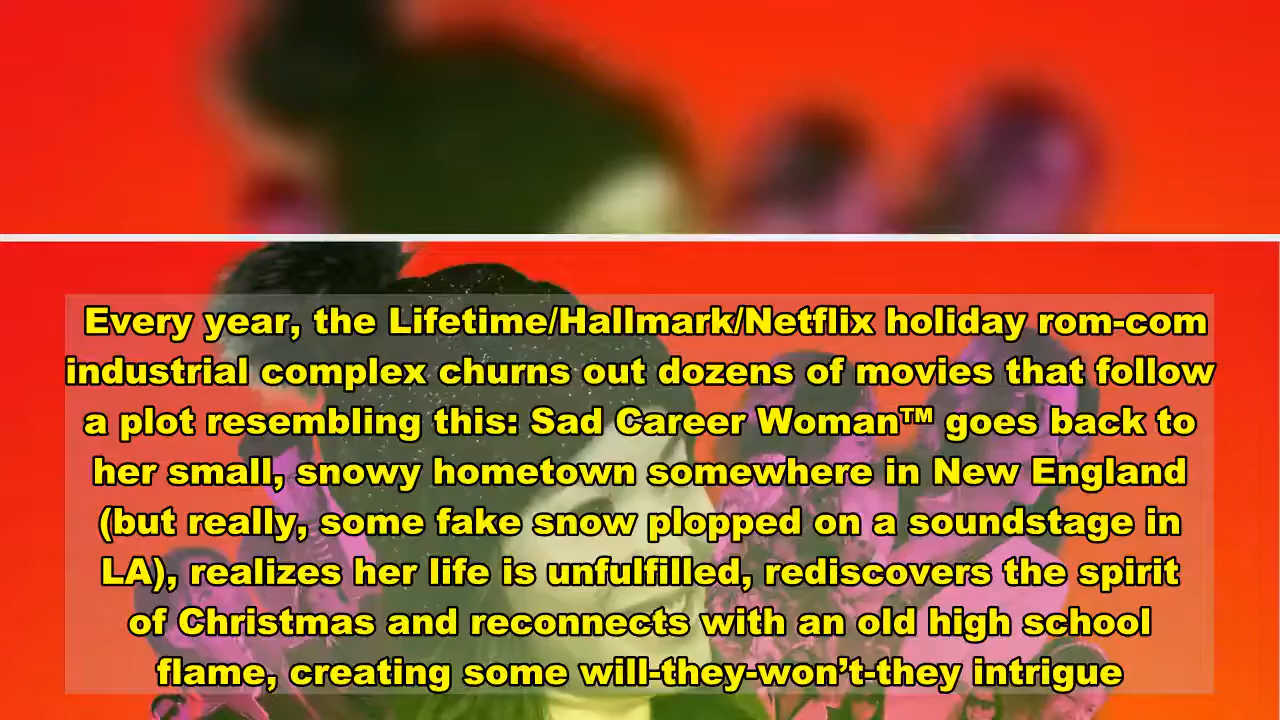 Every year, the Lifetime/Hallmark/Netflix holiday rom-com
industrial complex churns out dozens of movies that follow
a plot resembling this: Sad Career Woman™ goes back to
her small, snowy hometown somewhere in New England
(but really, some fake snow plopped on a soundstage in
LA), realizes her life is unfulfilled, rediscovers the spirit
of Christmas and reconnects with an old high school
flame, creating some will-they-won’t-they intrigue